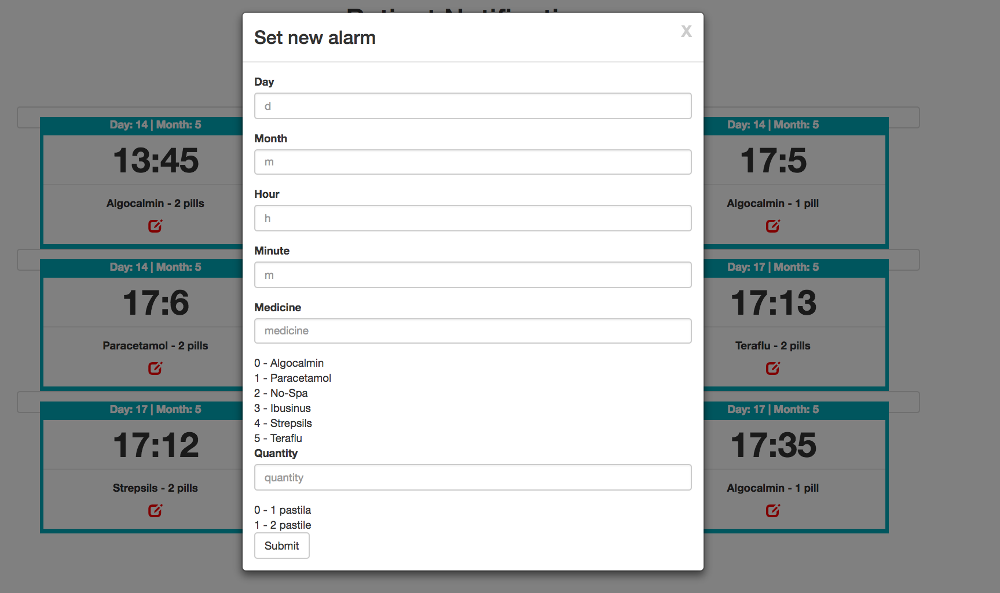 Set new alarm
X
Day
d
Month
m
Hour
h
Minute
m
Medicine
medicine
0 - Algocalmin
1 - Paracetamol
2 - No-Spa
3 - Ibusinus
4 - Strepsils
5 - Teraflu
Quantity
quantity
0 - 1 pastila
1 - 2 pastile
Submit
Day: 14 | Month: 5
13:45
Algocalmin - 2 pills
Day: 14 | Month: 5
17:5
Algocalmin - 1 pill
Day: 14 | Month: 5
17:6
Paracetamol - 2 pills
Day: 17 | Month: 5
17:13
Teraflu - 2 pills
Day: 17 | Month: 5
17:12
Strepsils - 2 pills
Day: 17 | Month: 5
17:35
Algocalmin - 1 pill